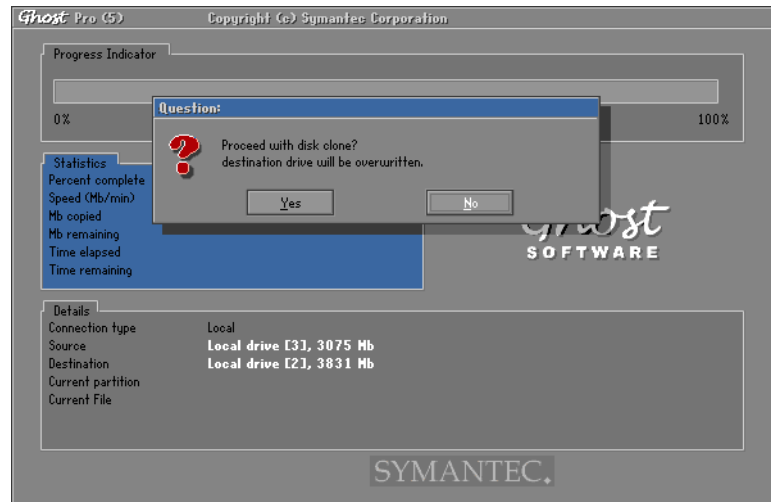 Ghost Pro (5) Copyright (c) Symantec Corporation
Progress Indicator
0% 100%
Question:
Proceed with disk clone?
destination drive will be overwritten.
Yes No
Statistics
Percent complete
Speed (Mb/min)
Mb copied
Mb remaining
Time elapsed
Time remaining
Ghost
SOFTWARE
Details
Connection type Local
Source Local drive [3], 3075 Mb
Destination Local drive [2], 3831 Mb
Current partition
Current File
SYMANTEC.